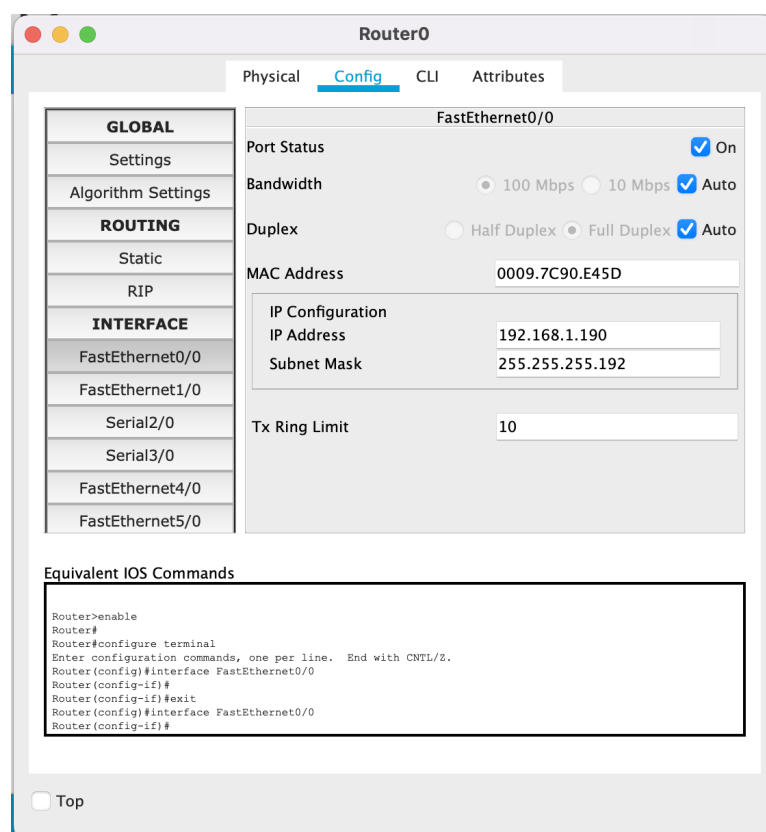 Router0
Physical Config CLI Attributes
GLOBAL
Settings
Algorithm Settings
ROUTING
Static
RIP
INTERFACE
FastEthernet0/0
FastEthernet1/0
Serial2/0
Serial3/0
FastEthernet4/0
FastEthernet5/0
FastEthernet0/0
Port Status On
Bandwidth 100 Mbps 10 Mbps Auto
Duplex Half Duplex Full Duplex Auto
MAC Address 0009.7C90.E45D
IP Configuration
IP Address 192.168.1.190
Subnet Mask 255.255.255.192
Tx Ring Limit 10
Equivalent IOS Commands
Router>enable
Router#
Router#configure terminal
Enter configuration commands, one per line. End with CNTL/Z.
Router(config)#interface FastEthernet0/0
Router(config-if)#
Router(config-if)#exit
Router(config)#interface FastEthernet0/0
Router(config-if)#
Top